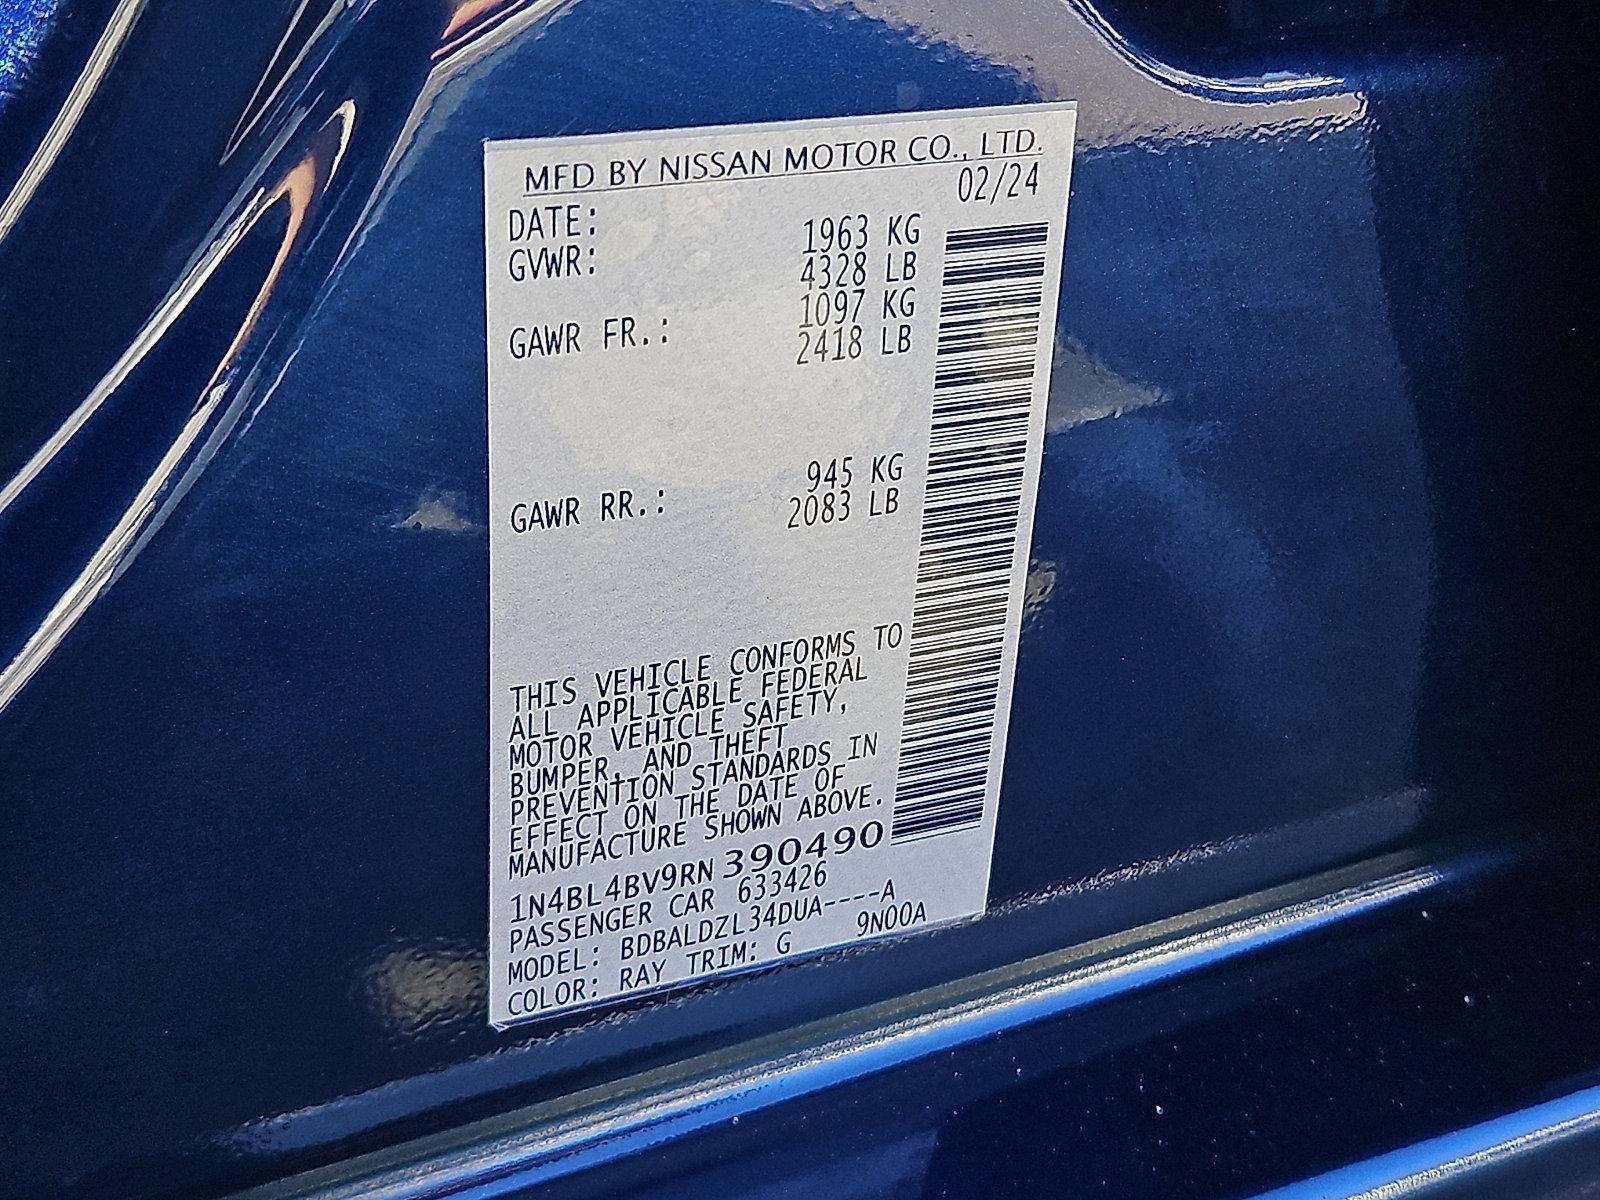 MFD BY NISSAN MOTOR CO., LTD.
DATE: 02/24
GVWR: 1963 KG
4328 LB
GAWR FR.: 1097 KG
2418 LB
GAWR RR.: 945 KG
2083 LB
THIS VEHICLE CONFORMS TO
ALL APPLICABLE FEDERAL
MOTOR VEHICLE SAFETY,
BUMPER, AND THEFT
PREVENTION STANDARDS IN
EFFECT ON THE DATE OF
MANUFACTURE SHOWN ABOVE.
1N4BL4BV9RN390490
PASSENGER CAR 633426
MODEL: BDBALDZL34DUA----A
COLOR: RAY TRIM: G 9N00A